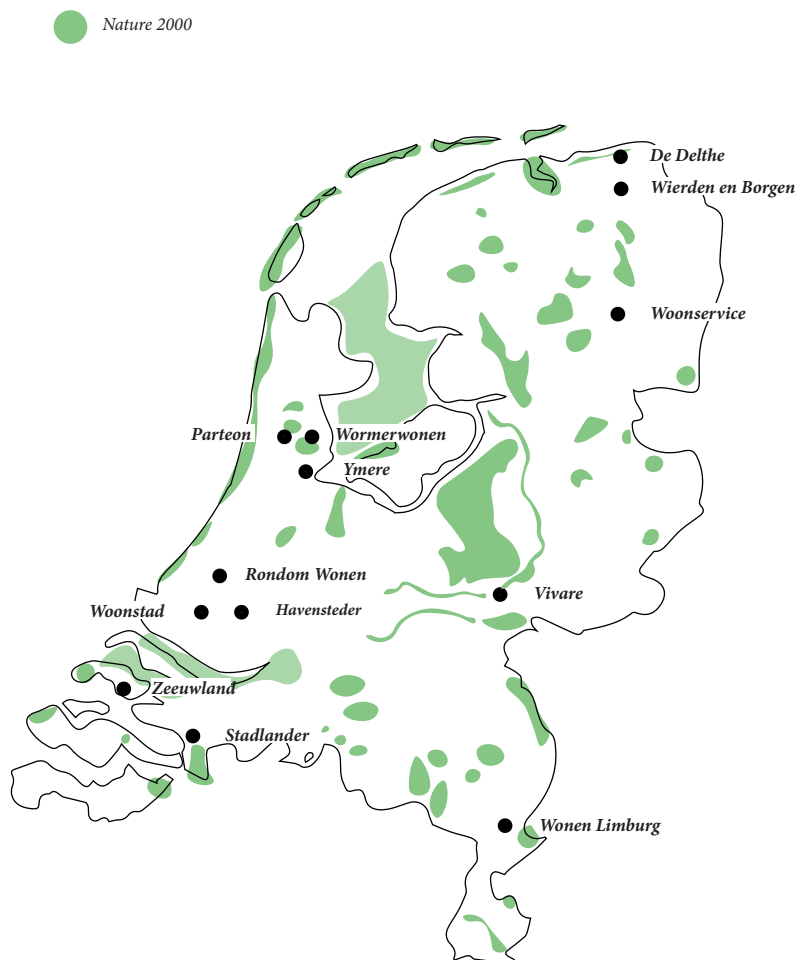 Nature 2000
De Delthe
Wierden en Borgen
Woonservice
Parteon
Wormerwonen
Ymere
Rondom Wonen
Vivare
Woonstad
Havensteder
Zeeuwland
Stadlander
Wonen Limburg